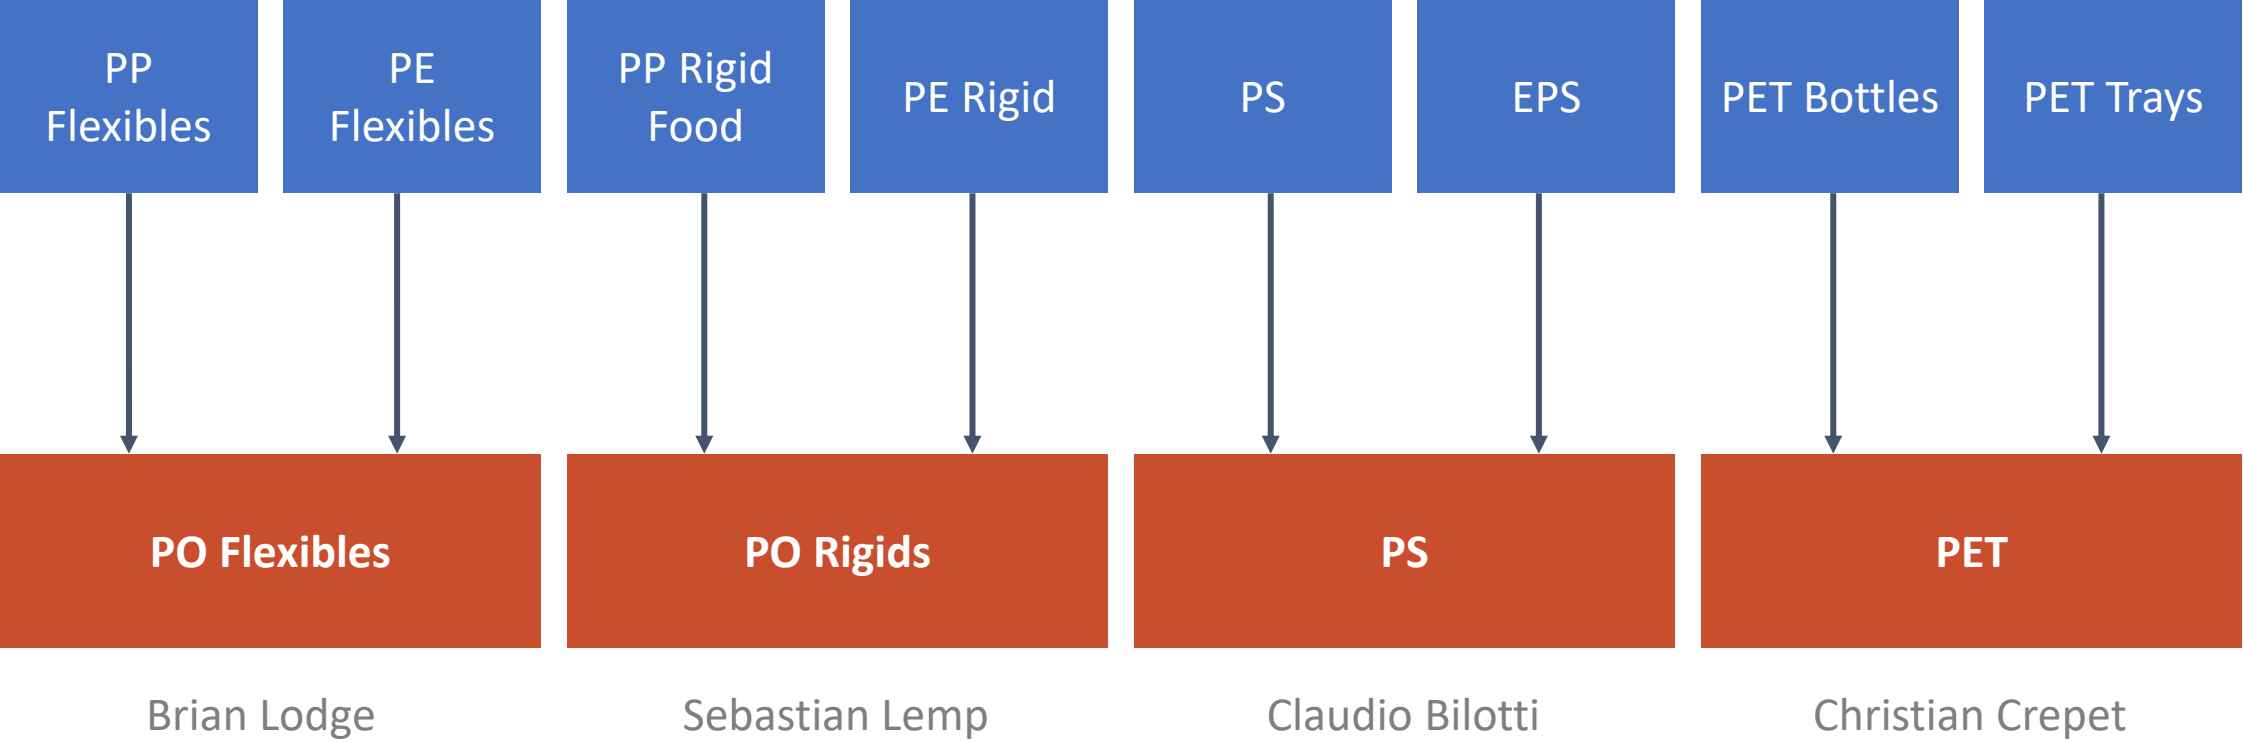 PP
Flexibles
PE
Flexibles
PP Rigid
Food
PE Rigid
PS
EPS
PET Bottles
PET Trays
PO Flexibles
PO Rigids
PS
PET
Brian Lodge
Sebastian Lemp
Claudio Bilotti
Christian Crepet